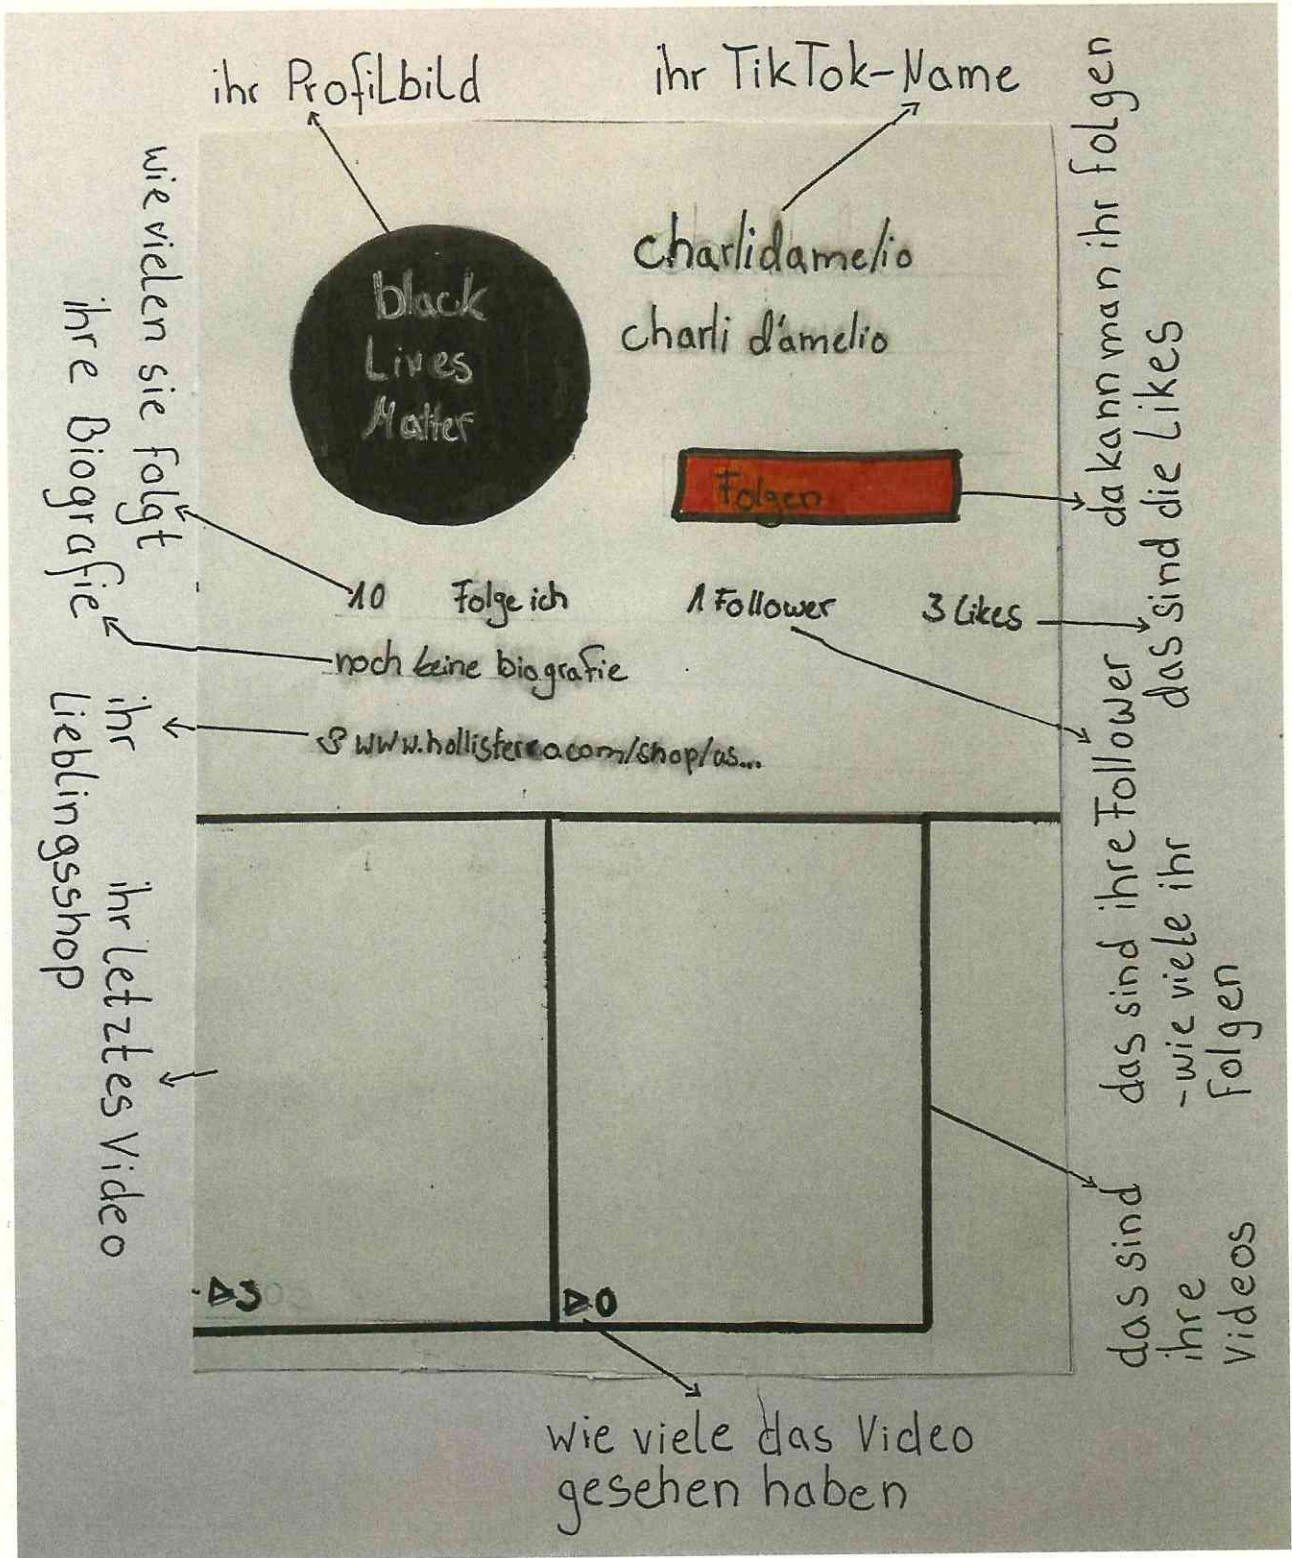 ihr Profilbild
ihr TikTok-Name
charlidamelio
charli d'amelio
black
Lives
Matter
Folgen
10 Folge ich 1 Follower 3 Likes
noch keine biografie
www.hollisterco.com/shop/us...
▷3
▷0
wie vielen sie folgt
ihre Biografie
ihr
Lieblingsshop
ihr letztes Video
da kann man ihr folgen
das sind die Likes
das sind ihre Follower
-wie viele ihr
folgen
das sind
ihre
Videos
wie viele das Video
gesehen haben